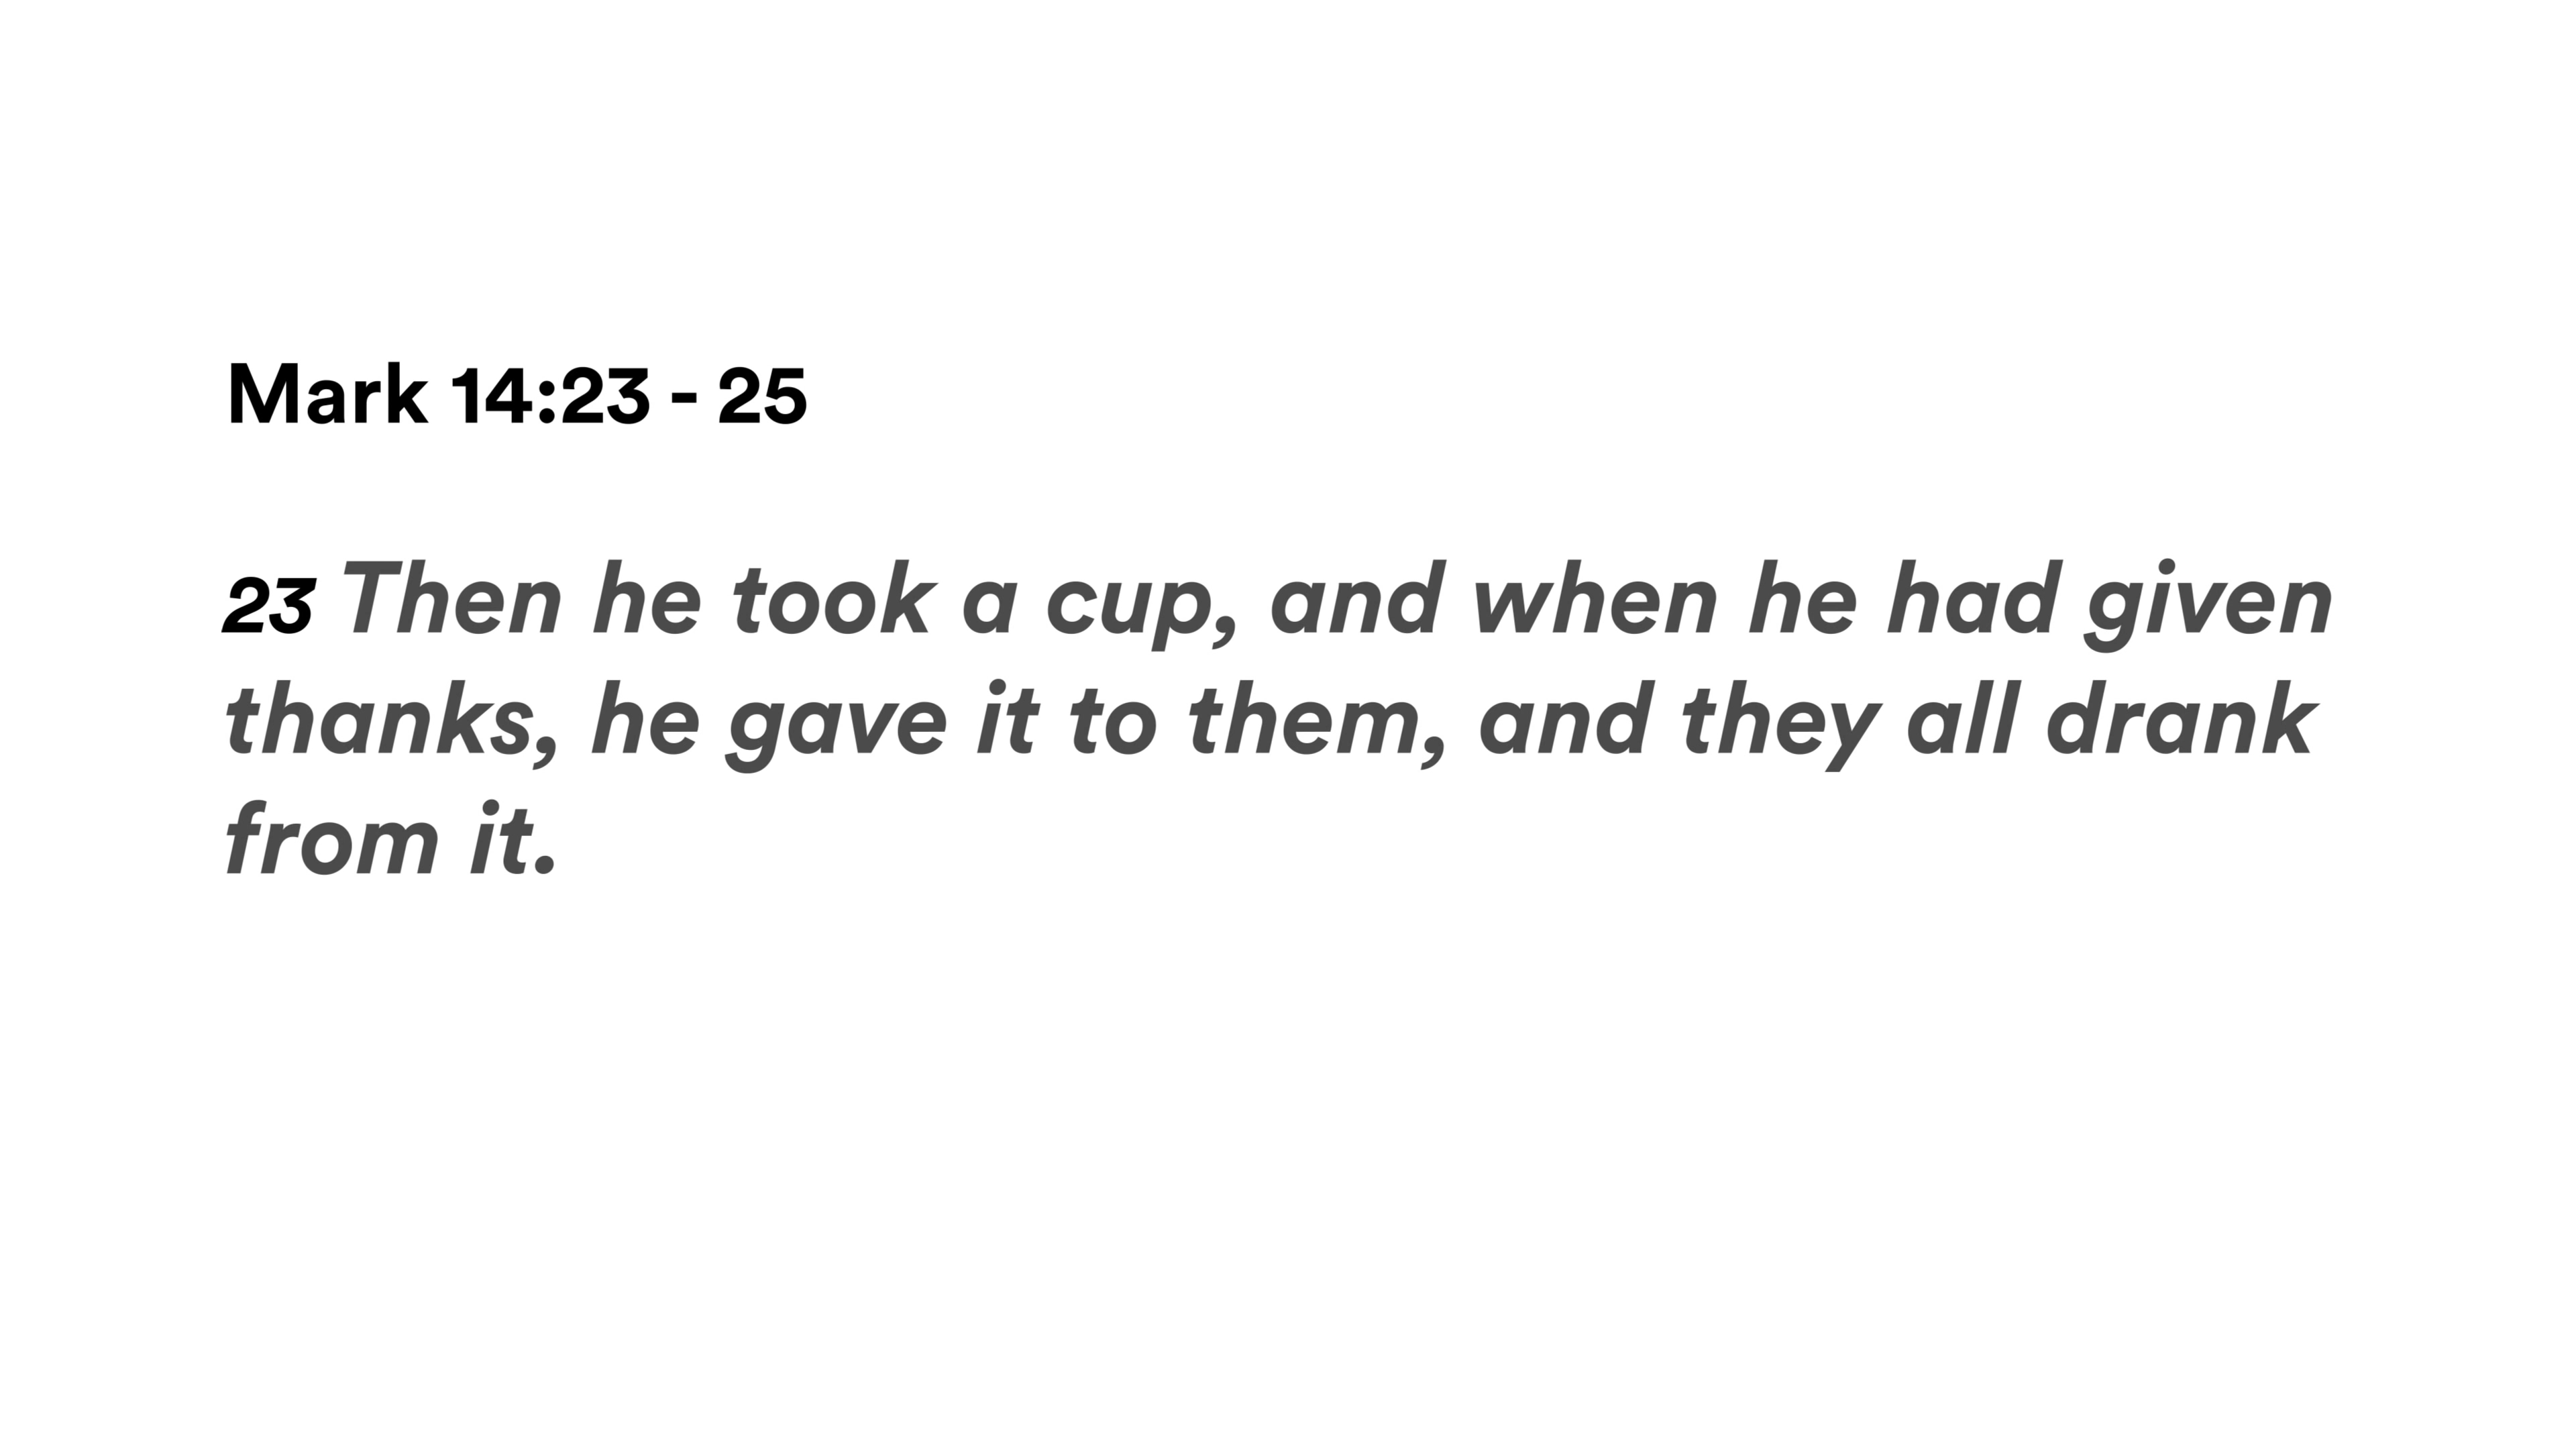 Mark 14:23 - 25
23 Then he took a cup, and when he had given
thanks, he gave it to them, and they all drank
from it.